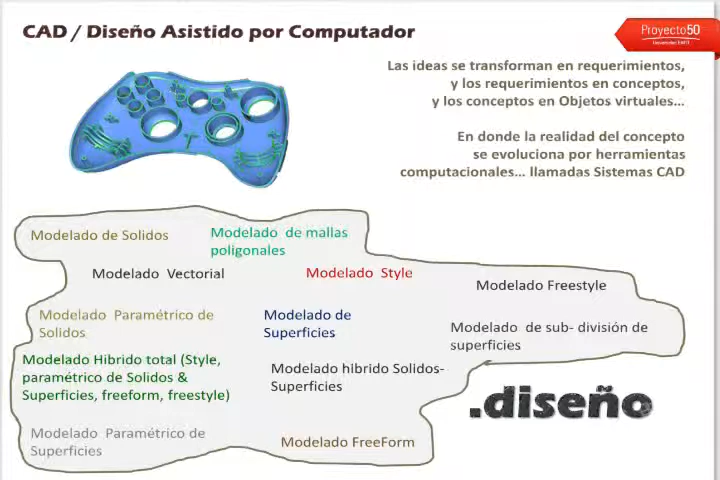 CAD / Diseño Asistido por Computador
Proyecto50
Las ideas se transforman en requerimientos,
y los requerimientos en conceptos,
y los conceptos en Objetos virtuales...
En donde la realidad del concepto
se evoluciona por herramientas
computacionales... llamadas Sistemas CAD
Modelado de Solidos
Modelado de mallas
poligonales
Modelado Vectorial
Modelado Style
Modelado Freestyle
Modelado Paramétrico de
Solidos
Modelado de
Superficies
Modelado de sub- división de
superficies
Modelado Hibrido total (Style,
paramétrico de Solidos &
Superficies, freeform, freestyle)
Modelado hibrido Solidos-
Superficies
.diseño
Modelado Paramétrico de
Superficies
Modelado FreeForm